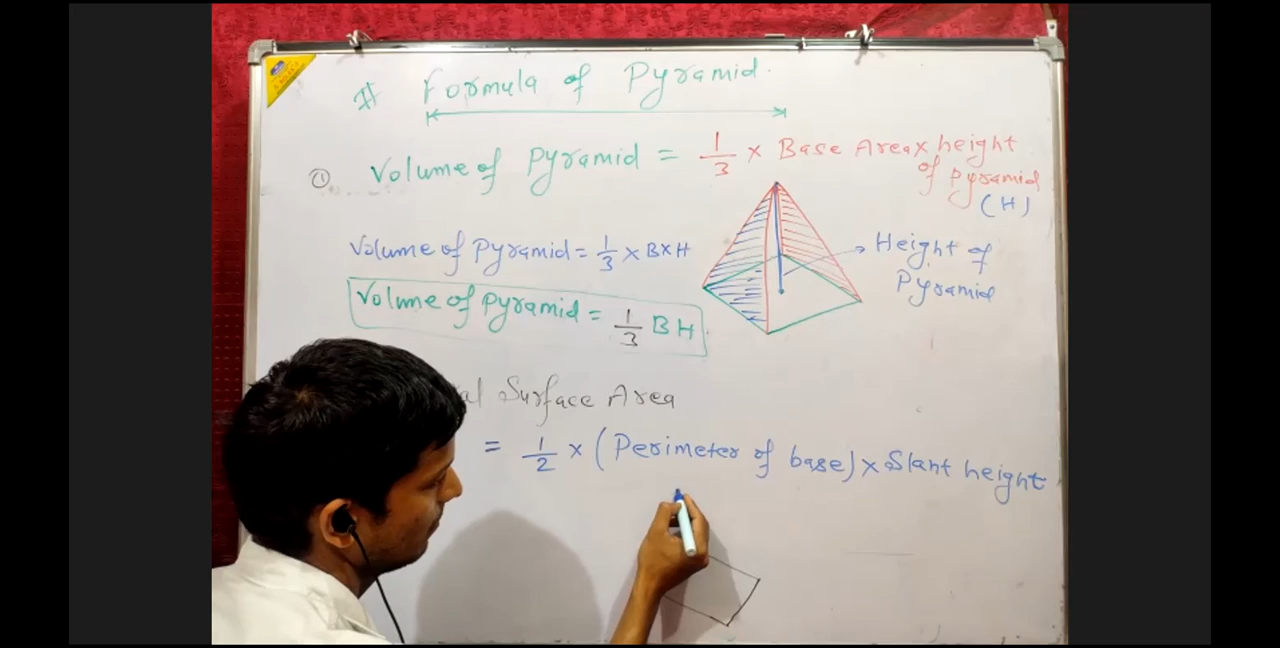 # Formula of Pyramid.
① Volume of Pyramid = 1/3 × Base Area × height
of Pyramid
(H)
Volume of Pyramid = 1/3 × B × H
Height of
Pyramid
Volume of Pyramid = 1/3 BH.
al Surface Area
= 1/2 × (Perimeter of base) × Slant height